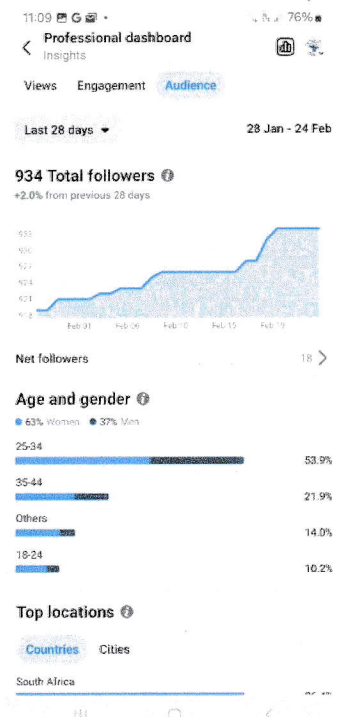 11:09 G 76%
Professional dashboard
Insights
Views Engagement Audience
Last 28 days 28 Jan - 24 Feb
934 Total followers
+2.0% from previous 28 days
Feb 01 Feb 06 Feb 10 Feb 15 Feb 19
Net followers 18
Age and gender
63% Women 37% Men
25-34
53.9%
35-44
21.9%
Others
14.0%
18-24
10.2%
Top locations
Countries Cities
South Africa